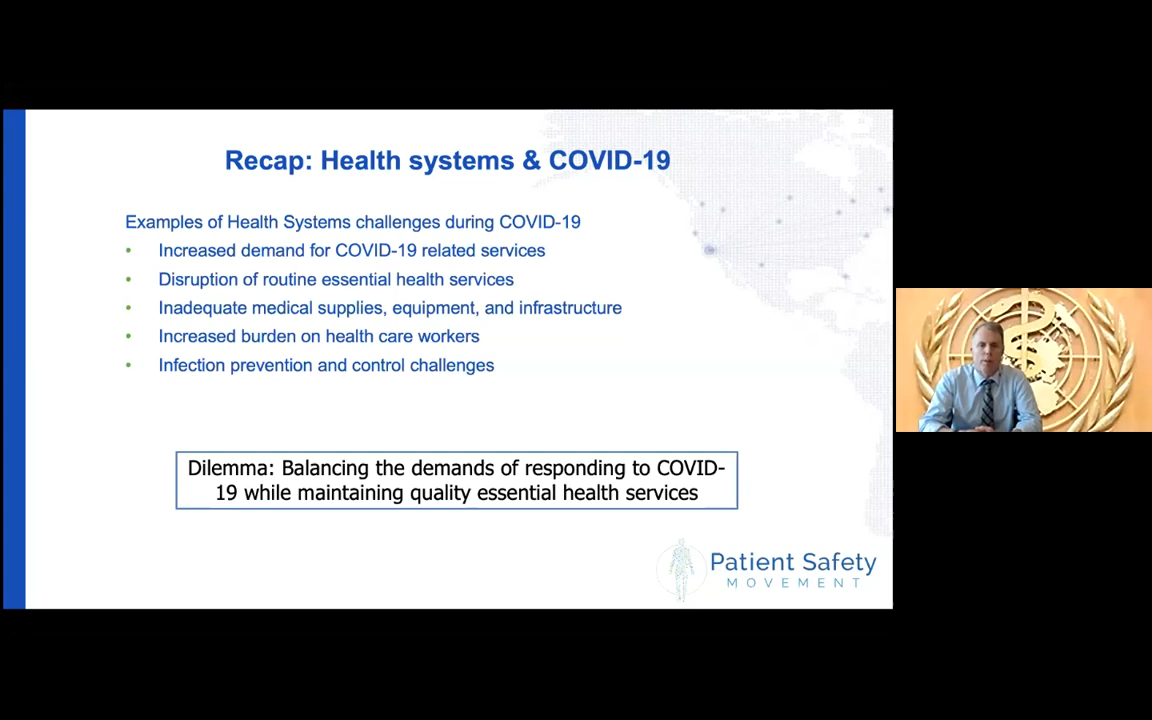 Recap: Health systems & COVID-19
Examples of Health Systems challenges during COVID-19
• Increased demand for COVID-19 related services
• Disruption of routine essential health services
• Inadequate medical supplies, equipment, and infrastructure
• Increased burden on health care workers
• Infection prevention and control challenges
Dilemma: Balancing the demands of responding to COVID-
19 while maintaining quality essential health services
Patient Safety
MOVEMENT